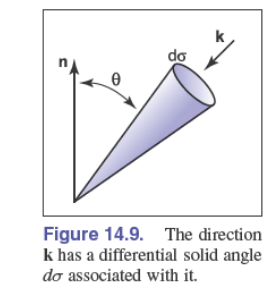 k
dσ
n
θ
Figure 14.9. The direction
k has a differential solid angle
dσ associated with it.